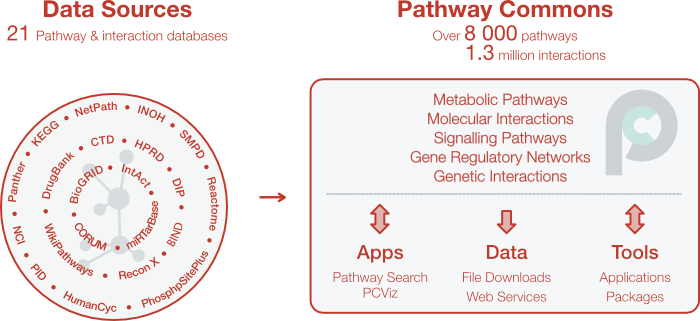 Data Sources
21 Pathway & interaction databases
Pathway Commons
Over 8 000 pathways
1.3 million interactions
Panther • KEGG • NetPath • INOH • SMPD • Reactome • PhosphpSitePlus • HumanCyc • PID • NCI
DrugBank • CTD • HPRD • DIP • BIND • Recon X • WikiPathways
BioGRID • IntAct • miRTarBase • CORUM
Metabolic Pathways
Molecular Interactions
Signalling Pathways
Gene Regulatory Networks
Genetic Interactions
Apps
Pathway Search
PCViz
Data
File Downloads
Web Services
Tools
Applications
Packages